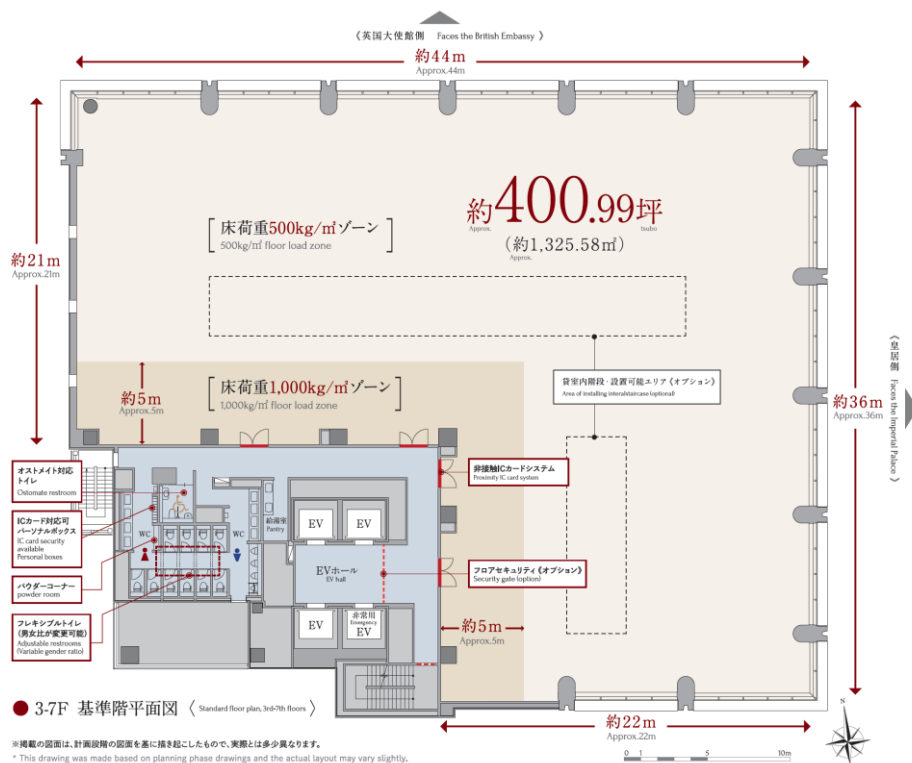 《英国大使館側 Faces the British Embassy 》
約44m
Approx.44m
約21m
Approx.21m
床荷重500kg/㎡ゾーン
500kg/㎡ floor load zone
約400.99坪
Approx. tsubo
(約1,325.58㎡)
Approx.
床荷重1,000kg/㎡ゾーン
1,000kg/㎡ floor load zone
約5m
Approx.5m
貸室内階段・設置可能エリア《オプション》
Area of installing interalstaircase (optionall)
《皇居側 Faces the Imperial Palace 》
約36m
Approx.36m
オストメイト対応
トイレ
Ostomate restroom
ICカード対応可
パーソナルボックス
IC card security
available
Personal boxes
パウダーコーナー
powder room
フレキシブルトイレ
(男女比が変更可能)
Adjustable restrooms
(Variable gender ratio)
WC
WC
給湯室
Pantry
EV
EV
EVホール
EV hall
EV
非常用
Emergency
EV
非接触ICカードシステム
Proximity IC card system
フロアセキュリティ《オプション》
Security gate (option)
約5m
Approx.5m
約22m
Approx.22m
● 3-7F 基準階平面図〈 Standard floor plan, 3rd-7th floors 〉
※掲載の図面は、計画段階の図面を基に描き起こしたもので、実際とは多少異なります。
* This drawing was made based on planning phase drawings and the actual layout may vary slightly.
0 1 5 10m
N